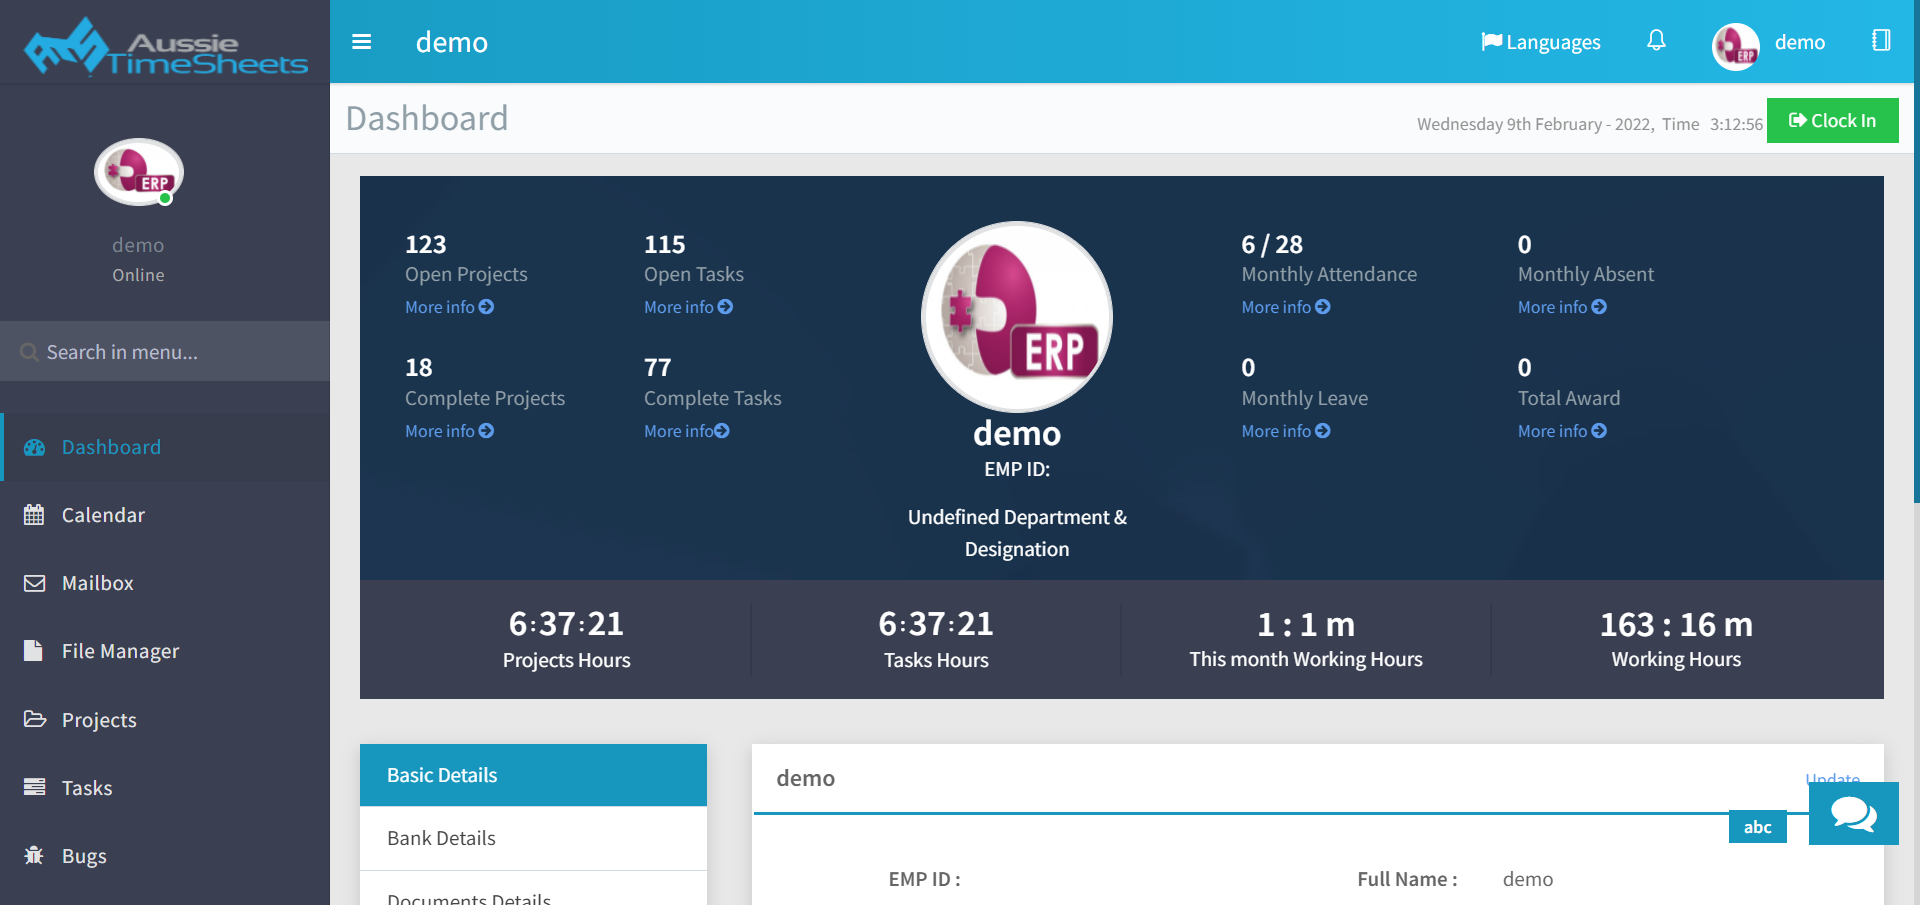 Aussie
TimeSheets
demo
Languages
ERP
demo
Dashboard
Wednesday 9th February - 2022, Time 3:12:56
Clock In
ERP
demo
Online
Search in menu...
Dashboard
Calendar
Mailbox
File Manager
Projects
Tasks
Bugs
123
Open Projects
More info
115
Open Tasks
More info
18
Complete Projects
More info
77
Complete Tasks
More info
ERP
demo
EMP ID:
Undefined Department &
Designation
6 / 28
Monthly Attendance
More info
0
Monthly Absent
More info
0
Monthly Leave
More info
0
Total Award
More info
6:37:21
Projects Hours
6:37:21
Tasks Hours
1 : 1 m
This month Working Hours
163 : 16 m
Working Hours
Basic Details
Bank Details
Documents Details
demo
Update
abc
EMP ID :
Full Name : demo